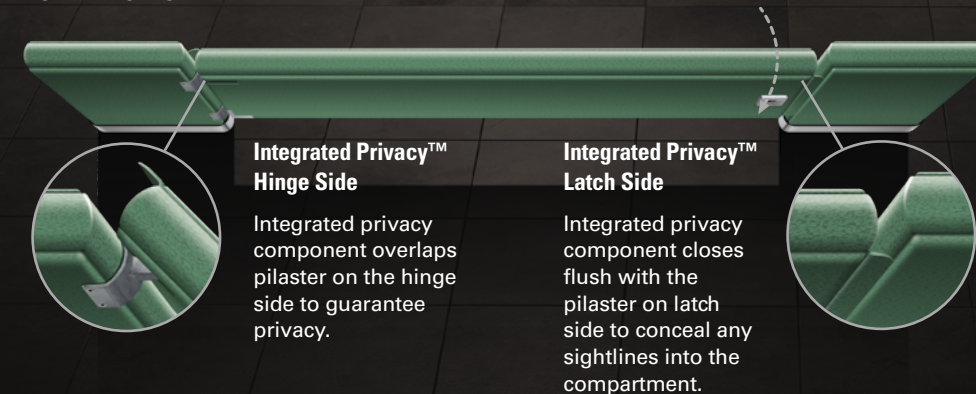 Integrated Privacy™
Hinge Side
Integrated privacy
component overlaps
pilaster on the hinge
side to guarantee
privacy.
Integrated Privacy™
Latch Side
Integrated privacy
component closes
flush with the
pilaster on latch
side to conceal any
sightlines into the
compartment.